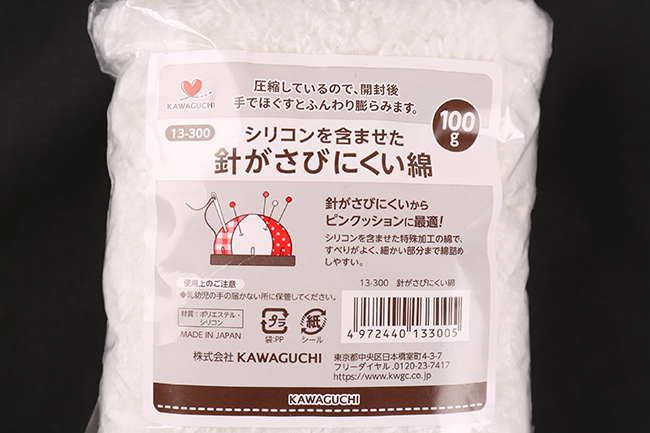 KAWAGUCHI
圧縮しているので、開封後
手でほぐすとふんわり膨らみます。
13-300
シリコンを含ませた
針がさびにくい綿
100g
針がさびにくいから
ピンクッションに最適!
シリコンを含ませた特殊加工の綿で、
すべりがよく、細かい部分まで綿詰め
しやすい。
使用上のご注意
◆乳幼児の手の届かない所に保管してください。
13-300 針がさびにくい綿
材質:ポリエステル・
シリコン
MADE IN JAPAN
プラ
袋:PP
紙
シール
4972440133005
株式会社 KAWAGUCHI
東京都中央区日本橋室町4-3-7
フリーダイヤル.0120-23-7417
https://www.kwgc.co.jp
KAWAGUCHI